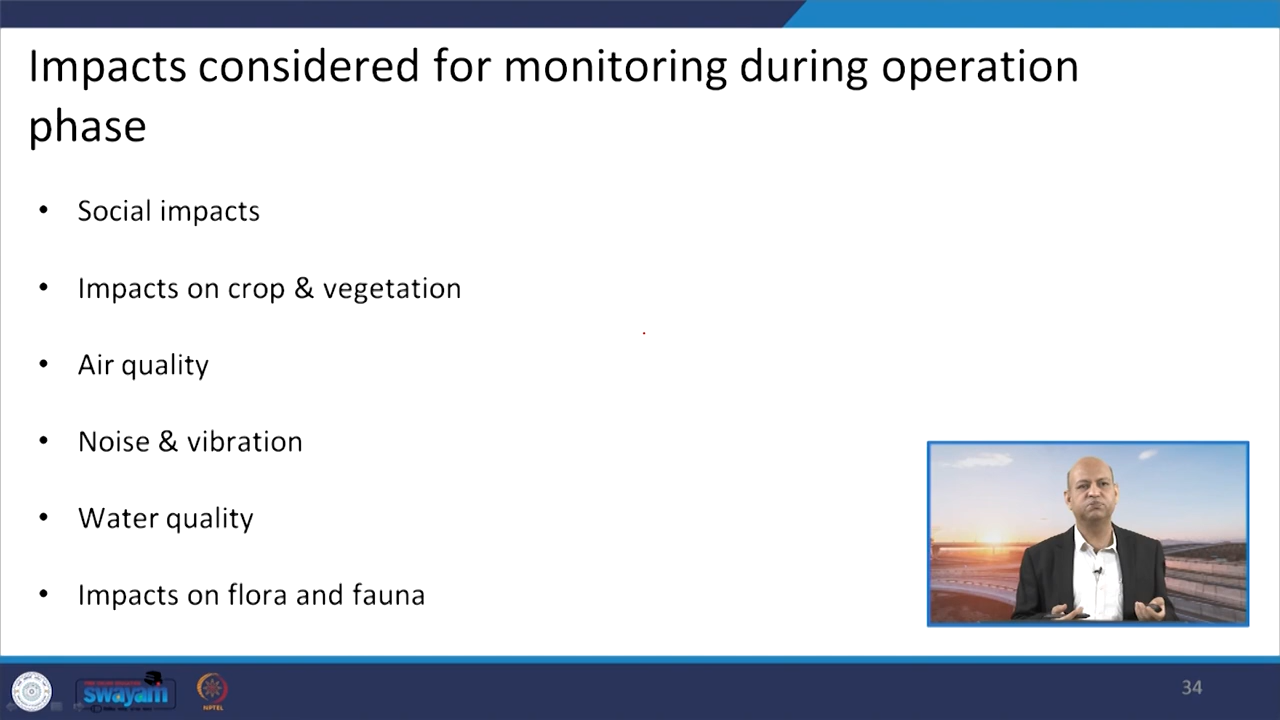 Impacts considered for monitoring during operation
phase
• Social impacts
• Impacts on crop & vegetation
• Air quality
• Noise & vibration
• Water quality
• Impacts on flora and fauna
swayam
NPTEL
34